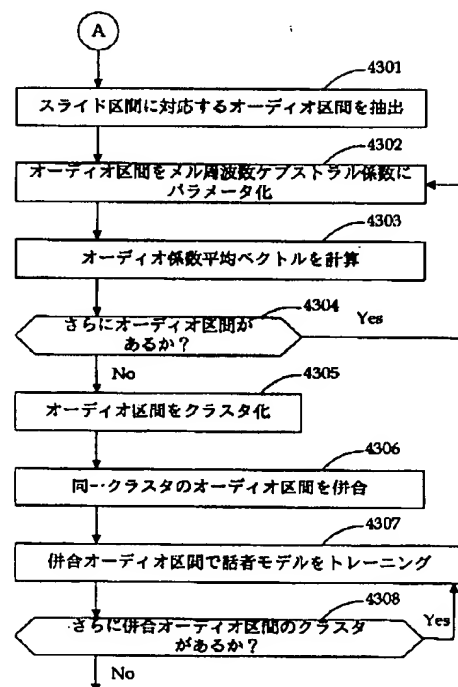 A
4301
スライド区間に対応するオーディオ区間を抽出
4302
オーディオ区間をメル周波数ケプストラル係数に
パラメータ化
4303
オーディオ係数平均ベクトルを計算
4304
さらにオーディオ区間が
あるか?
Yes
No
4305
オーディオ区間をクラスタ化
4306
同一クラスタのオーディオ区間を併合
4307
併合オーディオ区間で話者モデルをトレーニング
4308
さらに併合オーディオ区間のクラスタ
があるか?
Yes
No